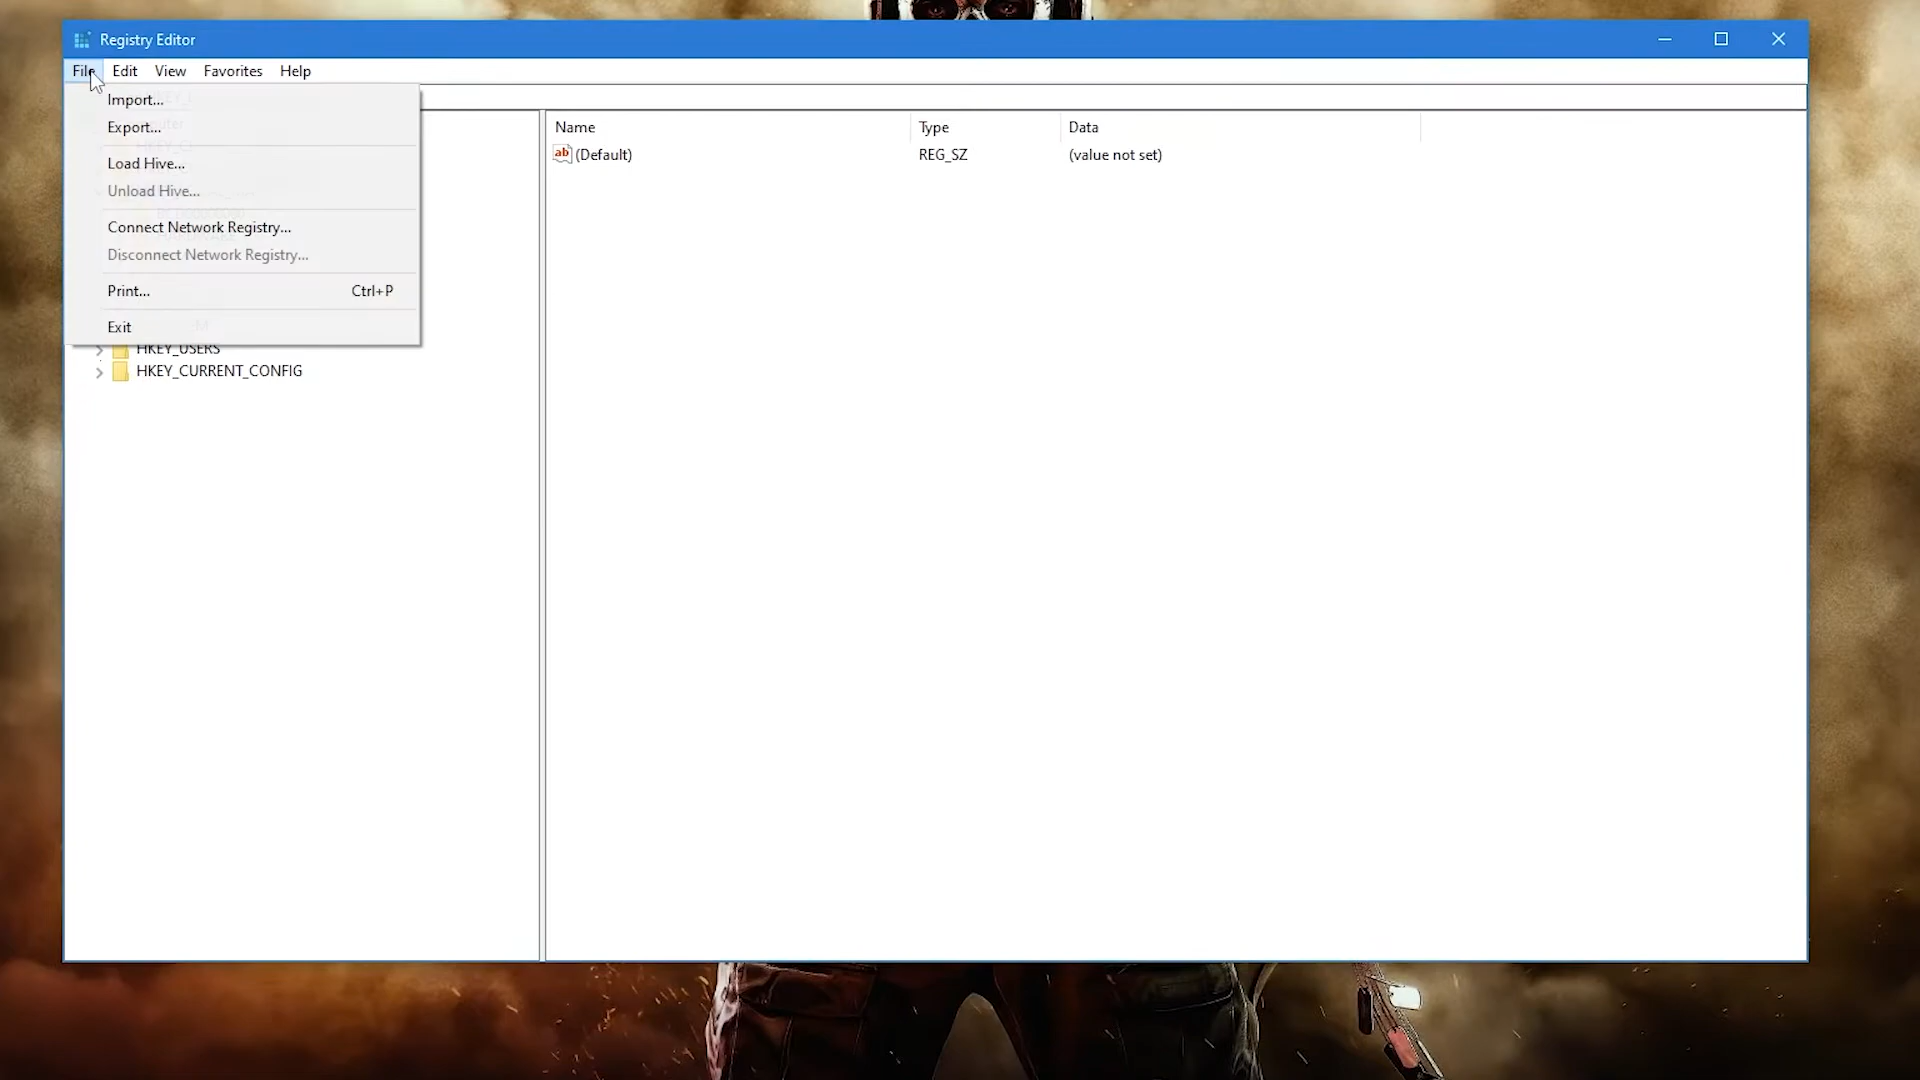 Registry Editor
File Edit View Favorites Help
Import...
Export...
Load Hive...
Unload Hive...
Connect Network Registry...
Disconnect Network Registry...
Print... Ctrl+P
Exit
HKEY_USERS
HKEY_CURRENT_CONFIG
Name Type Data
ab (Default) REG_SZ (value not set)